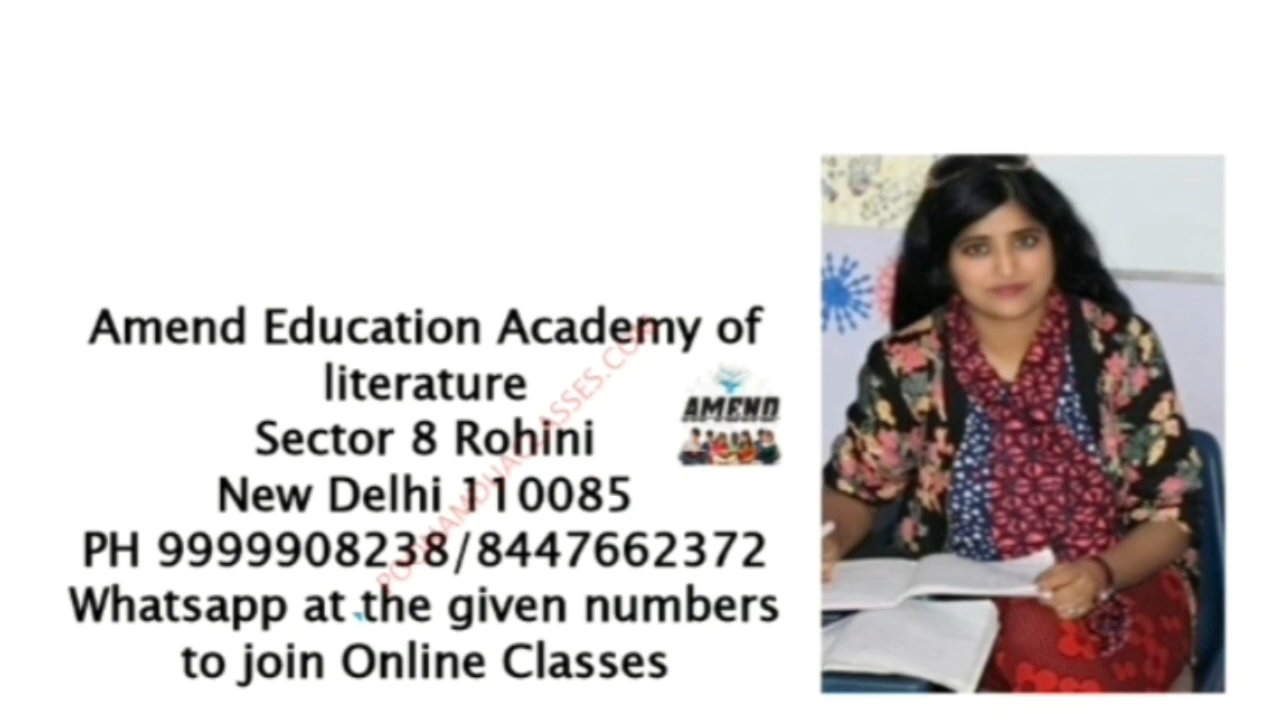 Amend Education Academy of
literature
Sector 8 Rohini
New Delhi 110085
PH 9999908238/8447662372
Whatsapp at the given numbers
to join Online Classes
AMEND